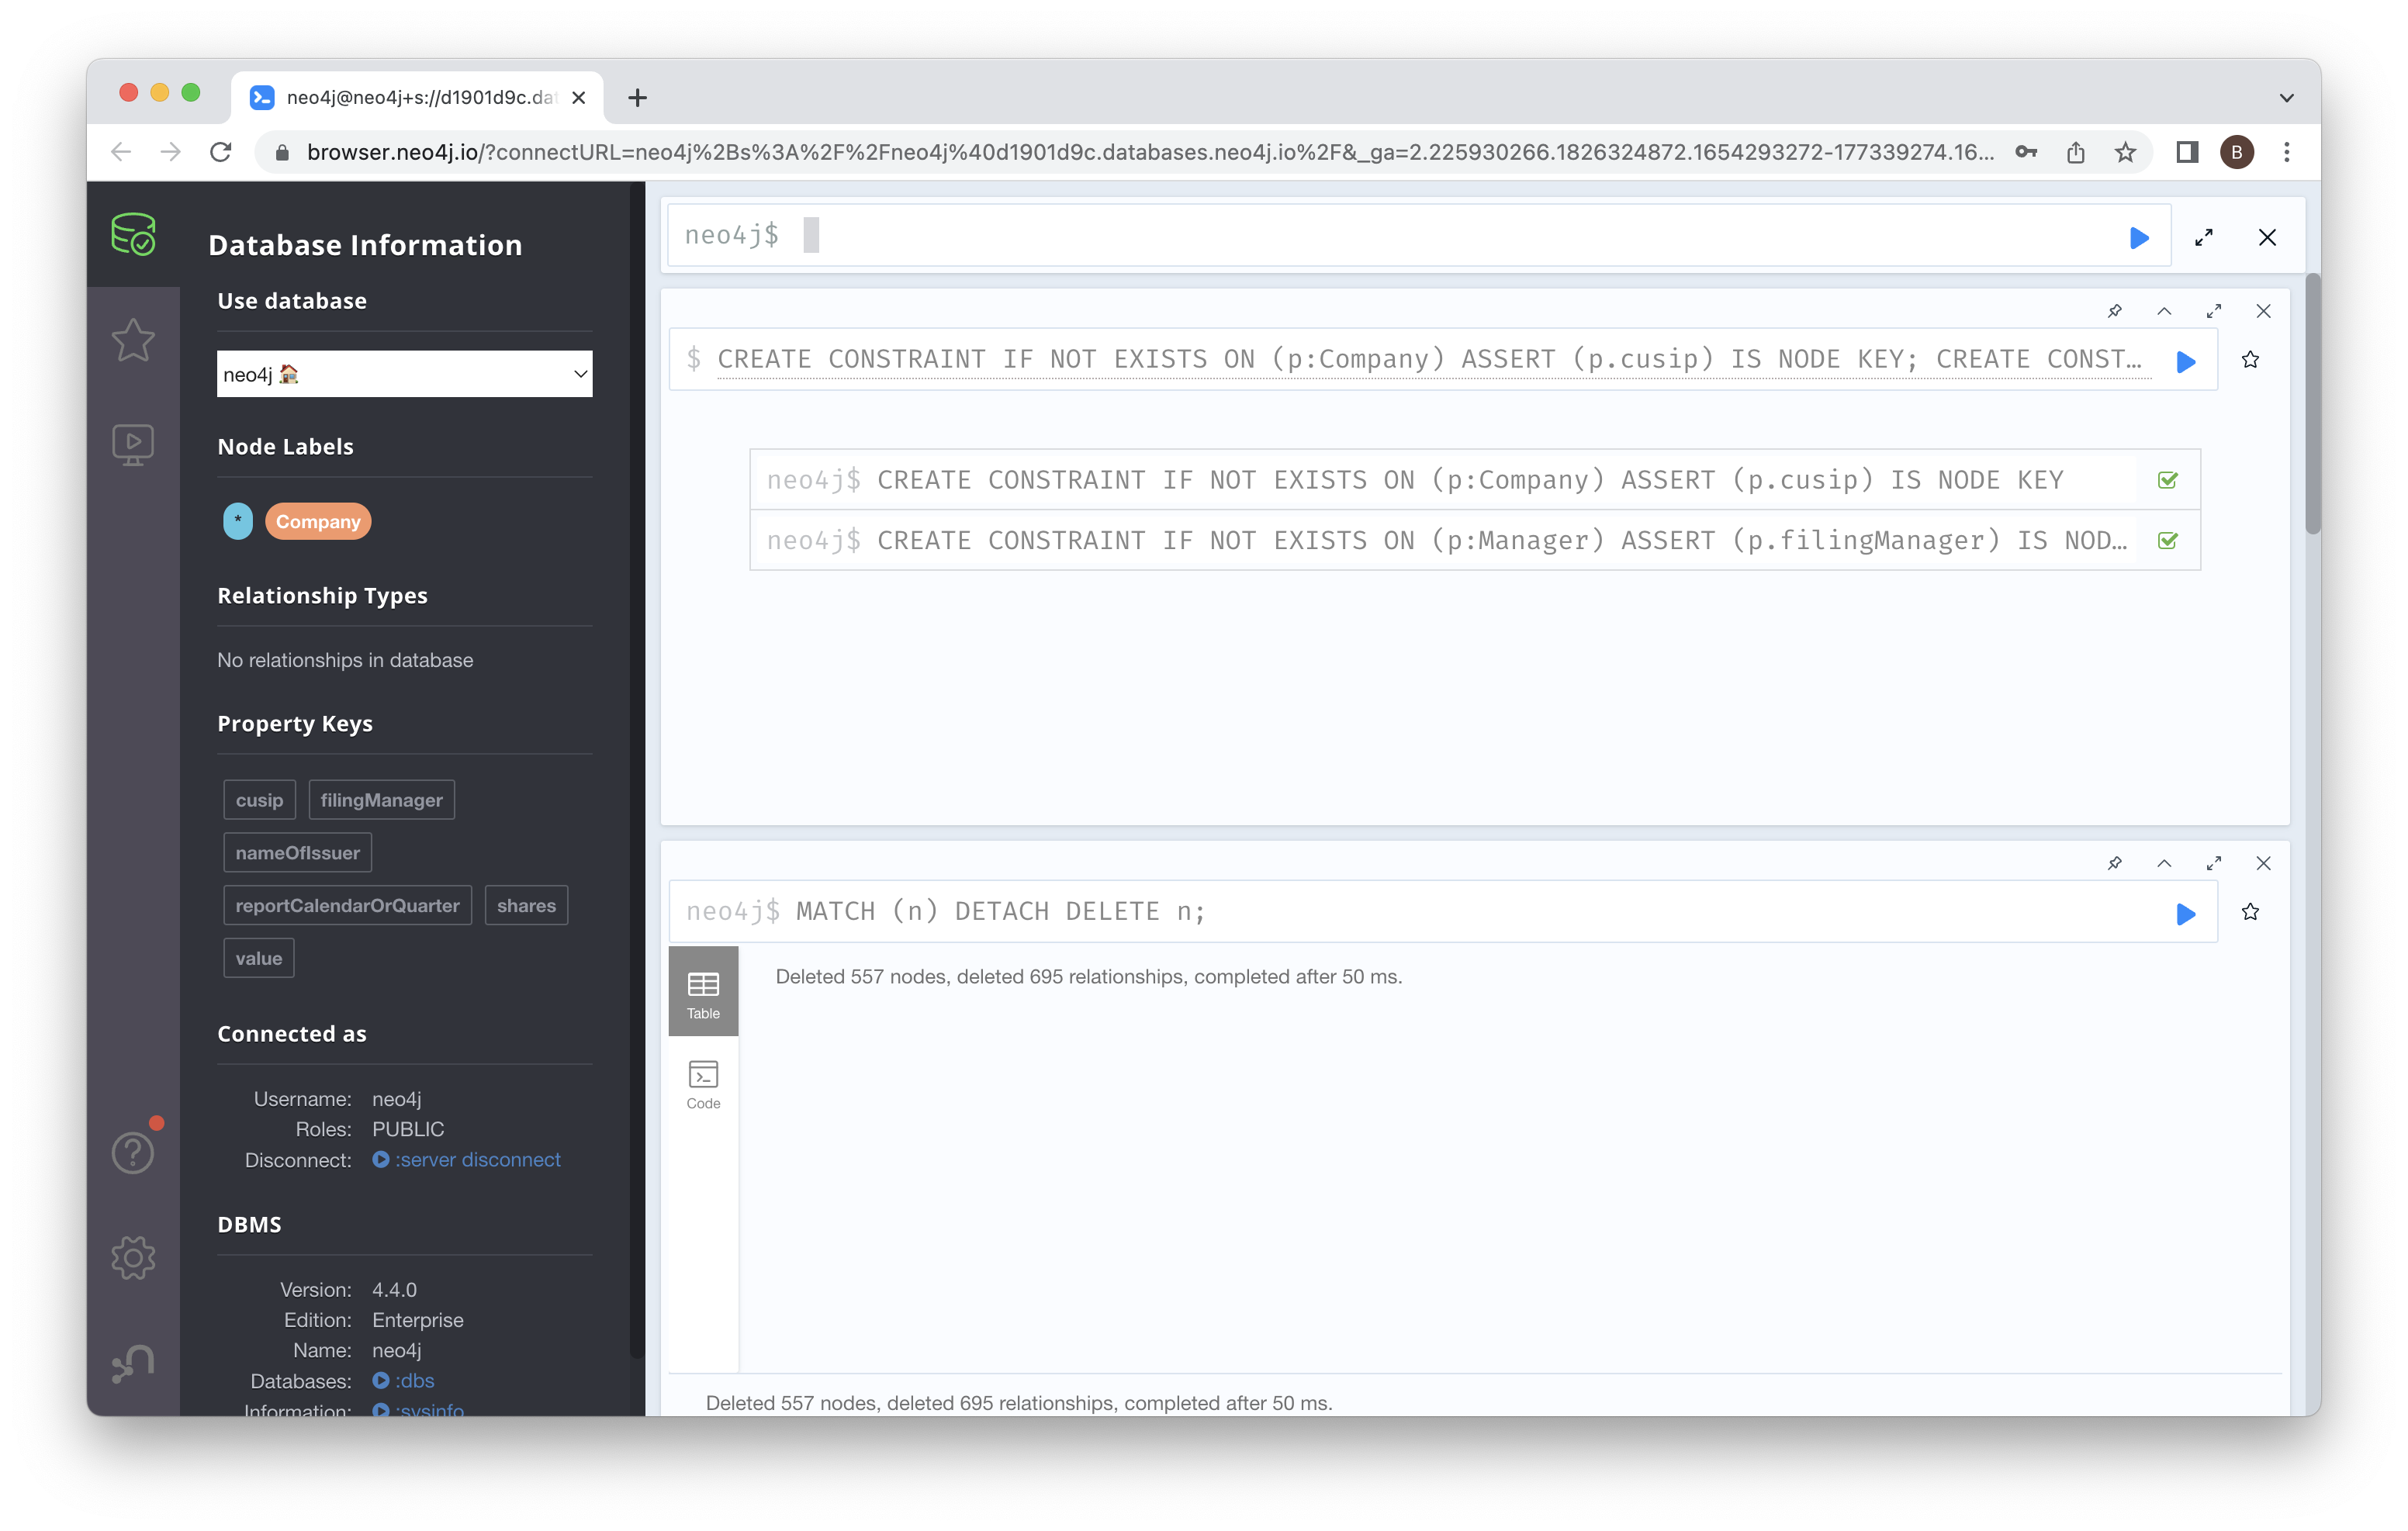 neo4j@neo4j+s://d1901d9c.dat
browser.neo4j.io/?connectURL=neo4j%2Bs%3A%2F%2Fneo4j%40d1901d9c.databases.neo4j.io%2F&_ga=2.225930266.1826324872.1654293272-177339274.16...
B
Database Information
Use database
neo4j
Node Labels
*
Company
Relationship Types
No relationships in database
Property Keys
cusip
filingManager
nameOfIssuer
reportCalendarOrQuarter
shares
value
Connected as
Username: neo4j
Roles: PUBLIC
Disconnect: :server disconnect
DBMS
Version: 4.4.0
Edition: Enterprise
Name: neo4j
Databases: :dbs
Information: :sysinfo
neo4j$
$ CREATE CONSTRAINT IF NOT EXISTS ON (p:Company) ASSERT (p.cusip) IS NODE KEY; CREATE CONST…
neo4j$ CREATE CONSTRAINT IF NOT EXISTS ON (p:Company) ASSERT (p.cusip) IS NODE KEY
neo4j$ CREATE CONSTRAINT IF NOT EXISTS ON (p:Manager) ASSERT (p.filingManager) IS NOD…
neo4j$ MATCH (n) DETACH DELETE n;
Table
Deleted 557 nodes, deleted 695 relationships, completed after 50 ms.
Code
Deleted 557 nodes, deleted 695 relationships, completed after 50 ms.